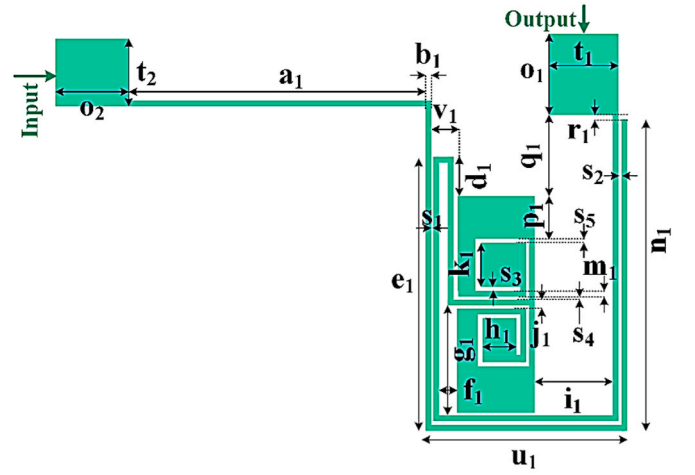 Output
Input
b₁
t₂
a₁
o₂
t₁
o₁
v₁
r₁
q₁
d₁
s₂
p₁
s₁
s₅
n₁
k₁
s₃
m₁
e₁
s₄
j₁
h₁
g₁
f₁
i₁
u₁